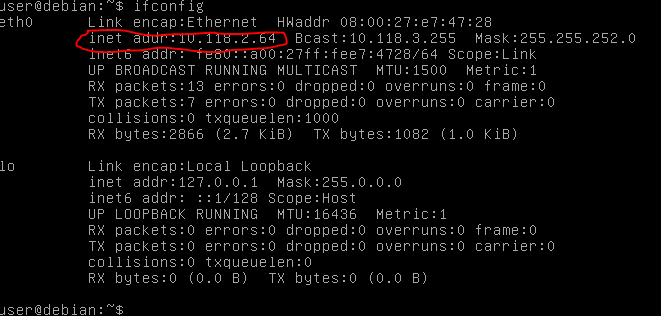 user@debian:~$ ifconfig
eth0 Link encap:Ethernet HWaddr 08:00:27:e7:47:28
inet addr:10.118.2.64 Bcast:10.118.3.255 Mask:255.255.252.0
inet6 addr: fe80::a00:27ff:fee7:4728/64 Scope:Link
UP BROADCAST RUNNING MULTICAST MTU:1500 Metric:1
RX packets:13 errors:0 dropped:0 overruns:0 frame:0
TX packets:7 errors:0 dropped:0 overruns:0 carrier:0
collisions:0 txqueuelen:1000
RX bytes:2866 (2.7 KiB) TX bytes:1082 (1.0 KiB)
lo Link encap:Local Loopback
inet addr:127.0.0.1 Mask:255.0.0.0
inet6 addr: ::1/128 Scope:Host
UP LOOPBACK RUNNING MTU:16436 Metric:1
RX packets:0 errors:0 dropped:0 overruns:0 frame:0
TX packets:0 errors:0 dropped:0 overruns:0 carrier:0
collisions:0 txqueuelen:0
RX bytes:0 (0.0 B) TX bytes:0 (0.0 B)
user@debian:~$